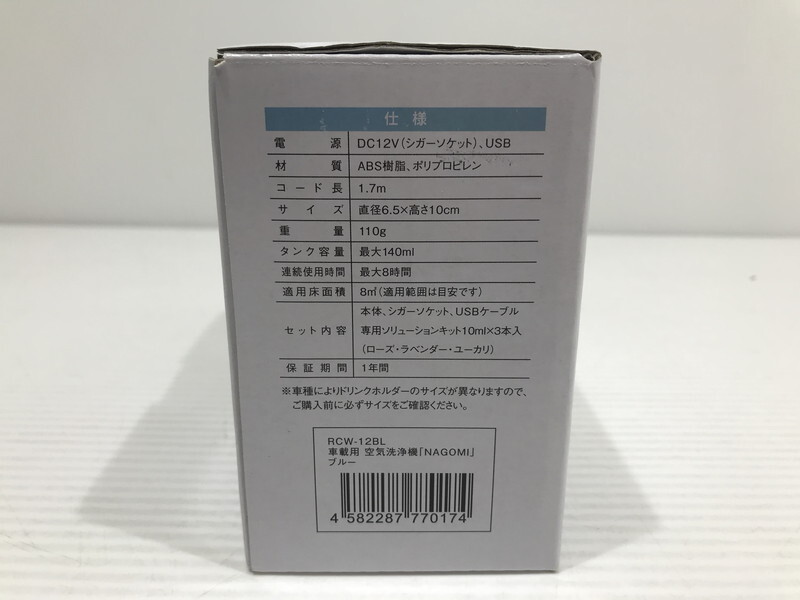 仕様
電源 DC12V(シガーソケット)、USB
材質 ABS樹脂、ポリプロピレン
コード長 1.7m
サイズ 直径6.5×高さ10cm
重量 110g
タンク容量 最大140ml
連続使用時間 最大8時間
適用床面積 8㎡(適用範囲は目安です)
本体、シガーソケット、USBケーブル
セット内容 専用ソリューションキット10ml×3本入
(ローズ・ラベンダー・ユーカリ)
保証期間 1年間
※車種によりドリンクホルダーのサイズが異なりますので、
ご購入前に必ずサイズをご確認ください。
RCW-12BL
車載用 空気洗浄機「NAGOMI」
ブルー
4 582287 770174